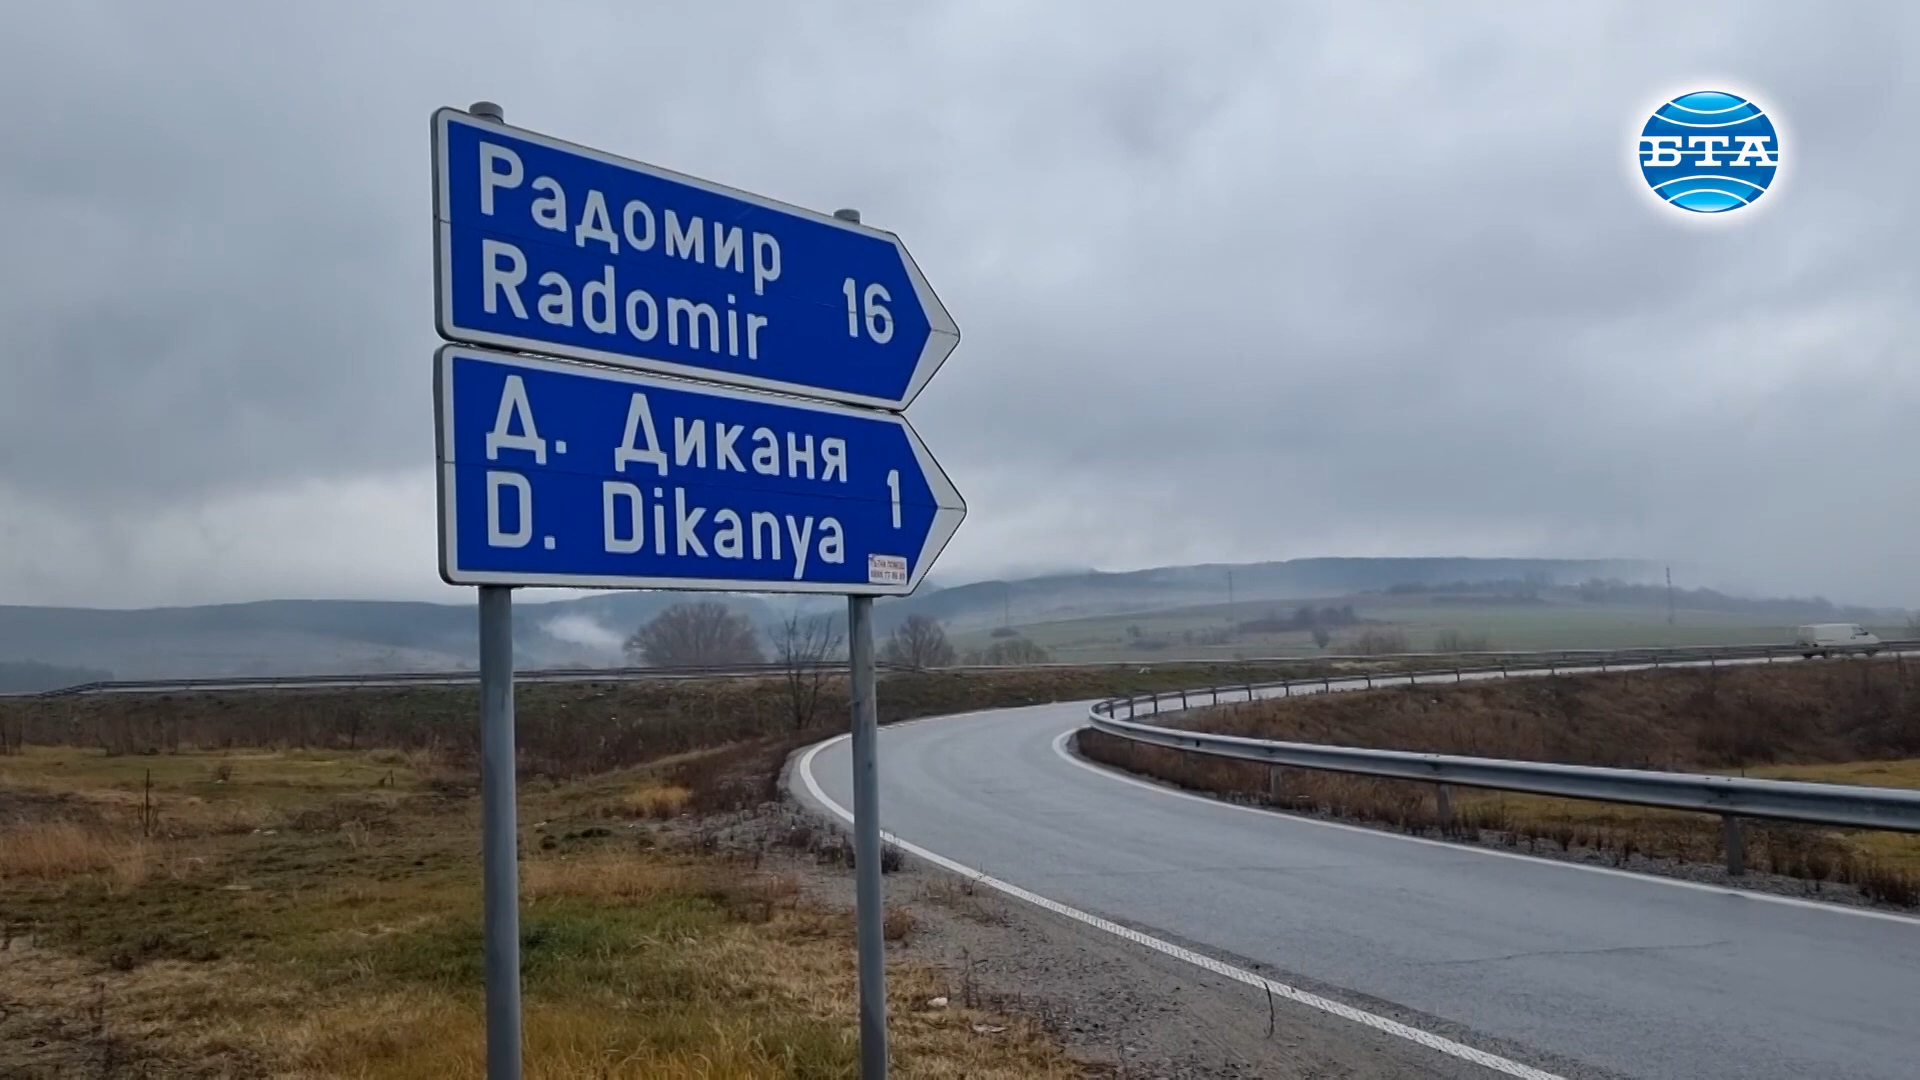 Радомир
Radomir
16
Д. Диканя
D. Dikanya
1
БТА